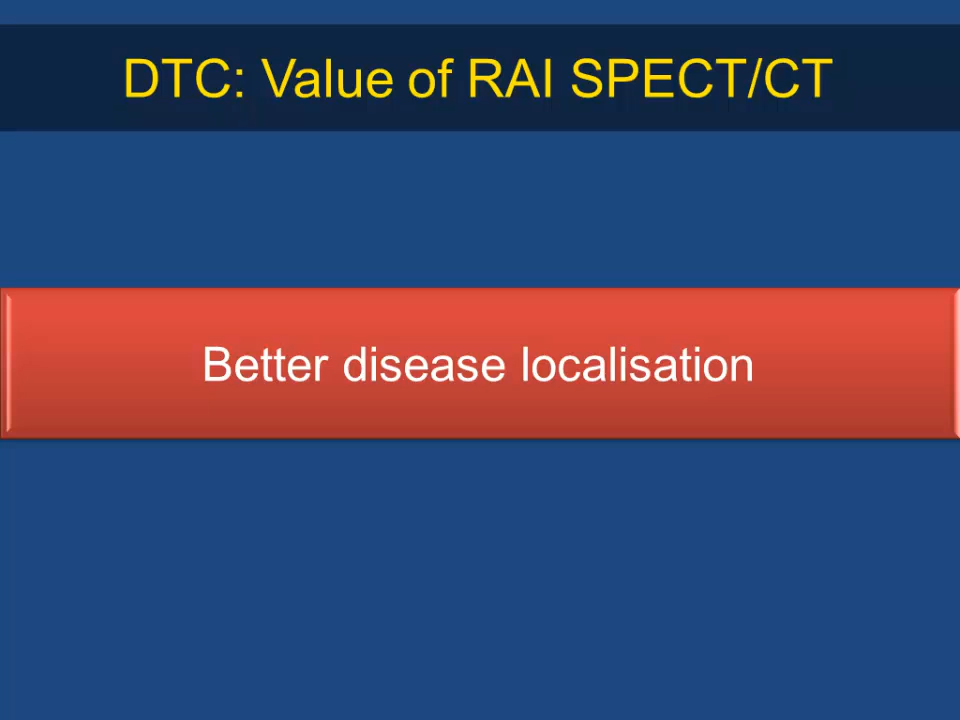 DTC: Value of RAI SPECT/CT
Better disease localisation